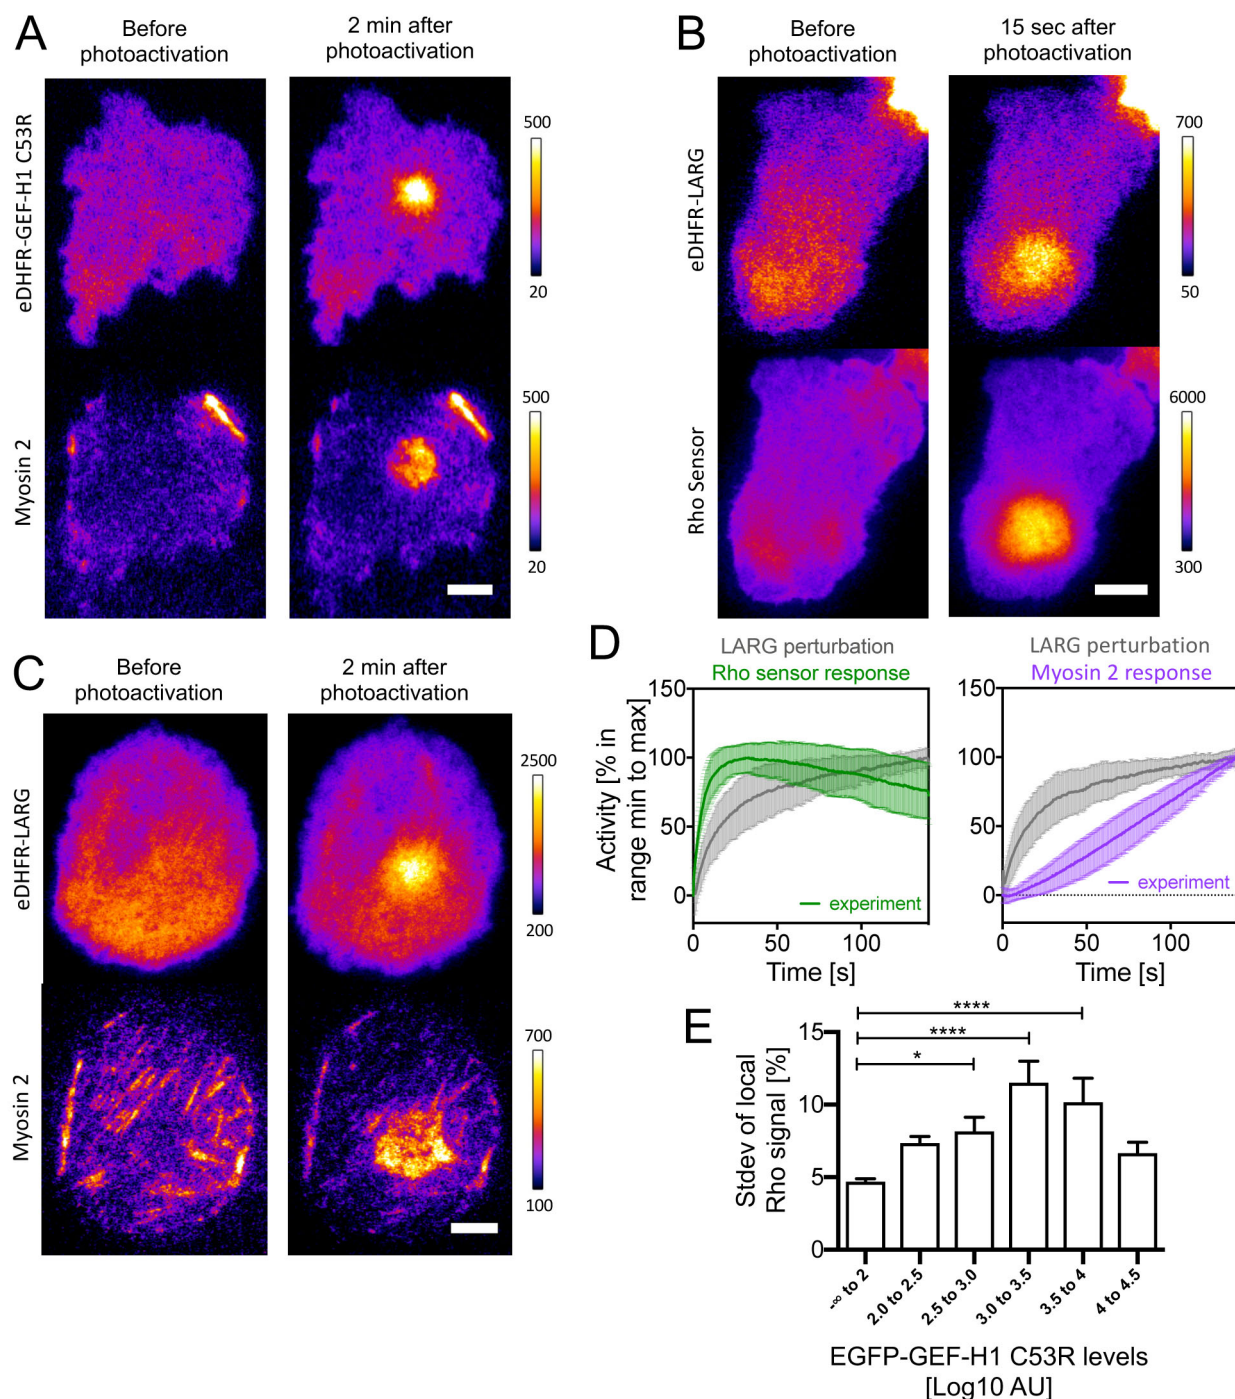 A
Before
photoactivation
2 min after
photoactivation
eDHFR-GEF-H1 C53R
500
20
Myosin 2
500
20
B
Before
photoactivation
15 sec after
photoactivation
eDHFR-LARG
700
50
Rho Sensor
6000
300
C
Before
photoactivation
2 min after
photoactivation
eDHFR-LARG
2500
200
Myosin 2
700
100
D
LARG perturbation
Rho sensor response
Activity [% in
range min to max]
150
100
50
0
experiment
0 50 100
Time [s]
LARG perturbation
Myosin 2 response
150
100
50
0
experiment
0 50 100
Time [s]
E
Stdev of local
Rho signal [%]
15
10
5
0
****
****
*
-∞ to 2
2.0 to 2.5
2.5 to 3.0
3.0 to 3.5
3.5 to 4
4 to 4.5
EGFP-GEF-H1 C53R levels
[Log10 AU]